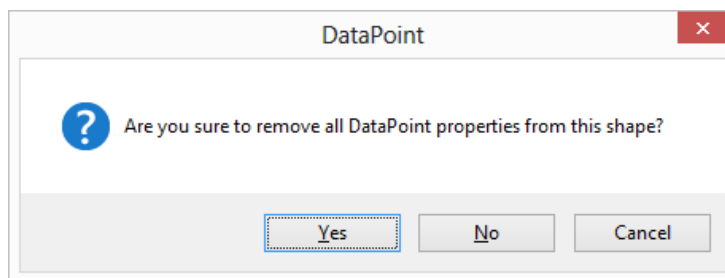 DataPoint
Are you sure to remove all DataPoint properties from this shape?
Yes No Cancel